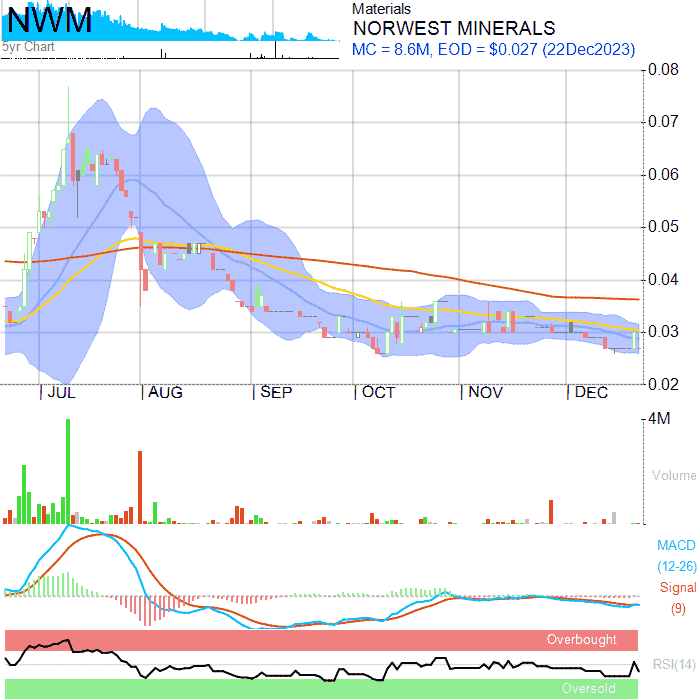 NWM
5yr Chart
Materials
NORWEST MINERALS
MC = 8.6M, EOD = $0.027 (22Dec2023)
0.08
0.07
0.06
0.05
0.04
0.03
0.02
JUL AUG SEP OCT NOV DEC
4M
Volume
MACD
(12-26)
Signal
(9)
Overbought
RSI(14)
Oversold